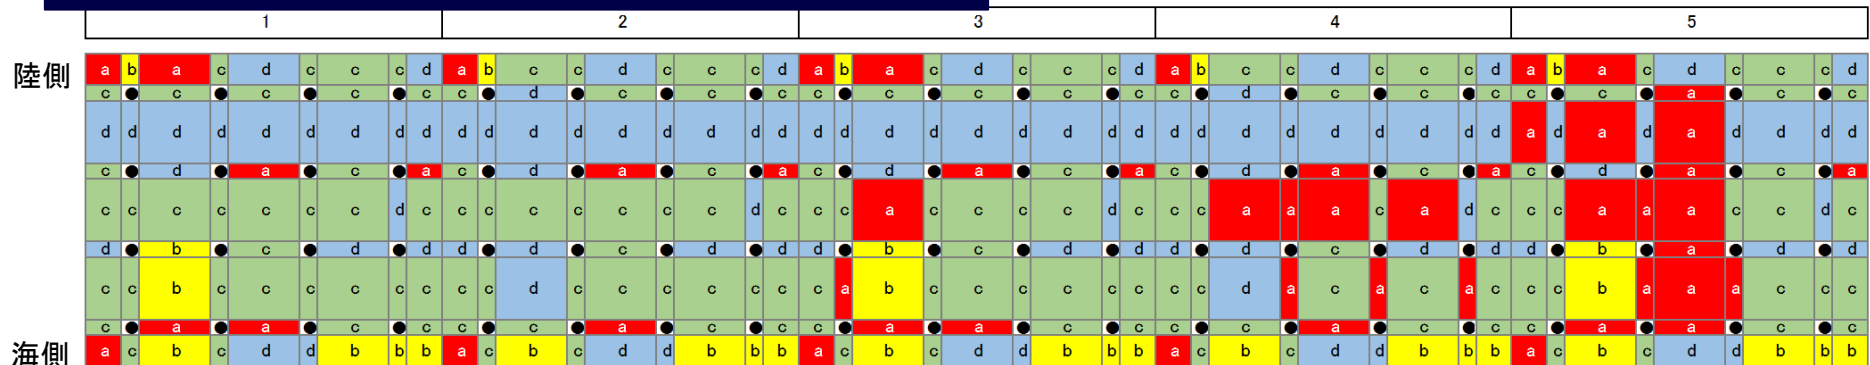 1 2 3 4 5
陸側 a b a c d c c c d a b c c d c c c d a b a c d c c c d a b c c d c c c d a b a c d c c c d
c ● c ● c ● c ● c c ● d ● c ● c ● c c ● c ● c ● c ● c c ● d ● c ● c ● c c ● c ● a ● c ● c
d d d d d d d d d d d d d d d d d d d d d d d d d d d d d d d d d d d d a d a d a d d d d
c ● d ● a ● c ● a c ● d ● a ● c ● a c ● d ● a ● c ● a c ● d ● a ● c ● a c ● d ● a ● c ● a
c c c c c c c d c c c c c c c c d c c c a c c c c d c c c a a a c a d c c c a a a c c d c
d ● b ● c ● d ● d d ● d ● c ● d ● d d ● b ● c ● d ● d d ● d ● c ● d ● d d ● b ● a ● d ● d
c c b c c c c c c c c d c c c c c c c a b c c c c c c c c d a c a c a c c c b a a a c c c
c ● a ● a ● c ● c c ● c ● a ● c ● c c ● a ● a ● c ● c c ● c ● a ● c ● c c ● a ● a ● c ● c
海側 a c b c d d b b b a c b c d d b b b a c b c d d b b b a c b c d d b b b a c b c d d b b b